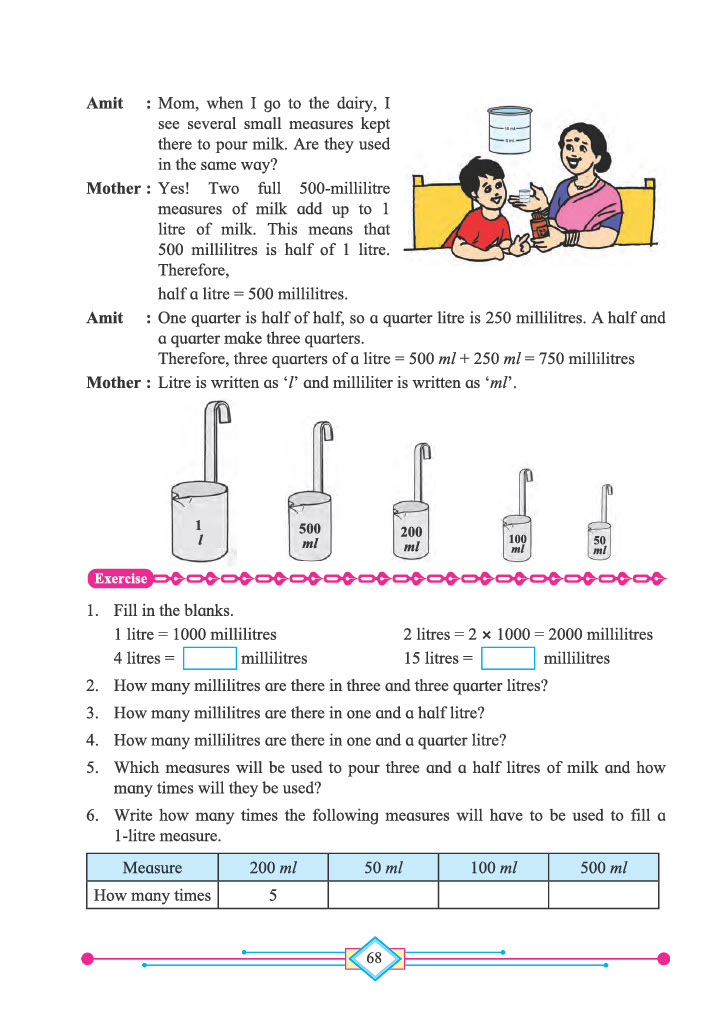 Amit : Mom, when I go to the dairy, I
see several small measures kept
there to pour milk. Are they used
in the same way?
Mother : Yes! Two full 500-millilitre
measures of milk add up to 1
litre of milk. This means that
500 millilitres is half of 1 litre.
Therefore,
half a litre = 500 millilitres.
10 ml
5 ml
Amit : One quarter is half of half, so a quarter litre is 250 millilitres. A half and
a quarter make three quarters.
Therefore, three quarters of a litre = 500 ml + 250 ml = 750 millilitres
Mother : Litre is written as ‘l’ and milliliter is written as ‘ml’.
1
l
500
ml
200
ml
100
ml
50
ml
Exercise
1. Fill in the blanks.
1 litre = 1000 millilitres 2 litres = 2 × 1000 = 2000 millilitres
4 litres = millilitres 15 litres = millilitres
2. How many millilitres are there in three and three quarter litres?
3. How many millilitres are there in one and a half litre?
4. How many millilitres are there in one and a quarter litre?
5. Which measures will be used to pour three and a half litres of milk and how
many times will they be used?
6. Write how many times the following measures will have to be used to fill a
1-litre measure.
Measure 200 ml 50 ml 100 ml 500 ml
How many times 5
68